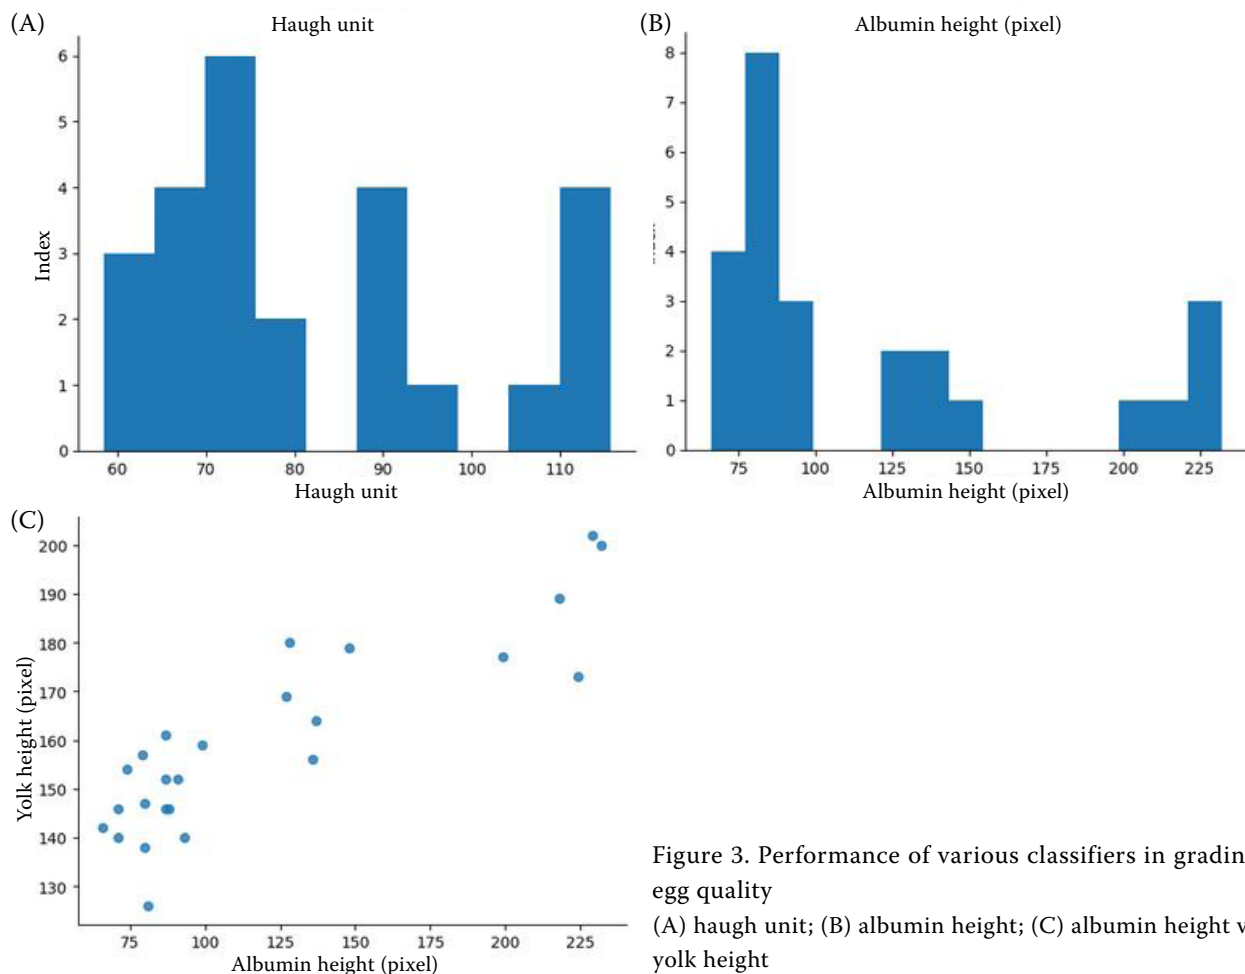 (A)
Haugh unit
6
5
4
3
2
1
0
Index
60 70 80 90 100 110
Haugh unit
(B)
Albumin height (pixel)
8
7
6
5
4
3
2
1
0
75 100 125 150 175 200 225
Albumin height (pixel)
(C)
200
190
180
170
160
150
140
130
Yolk height (pixel)
75 100 125 150 175 200 225
Albumin height (pixel)
Figure 3. Performance of various classifiers in gradin
egg quality
(A) haugh unit; (B) albumin height; (C) albumin height v
yolk height